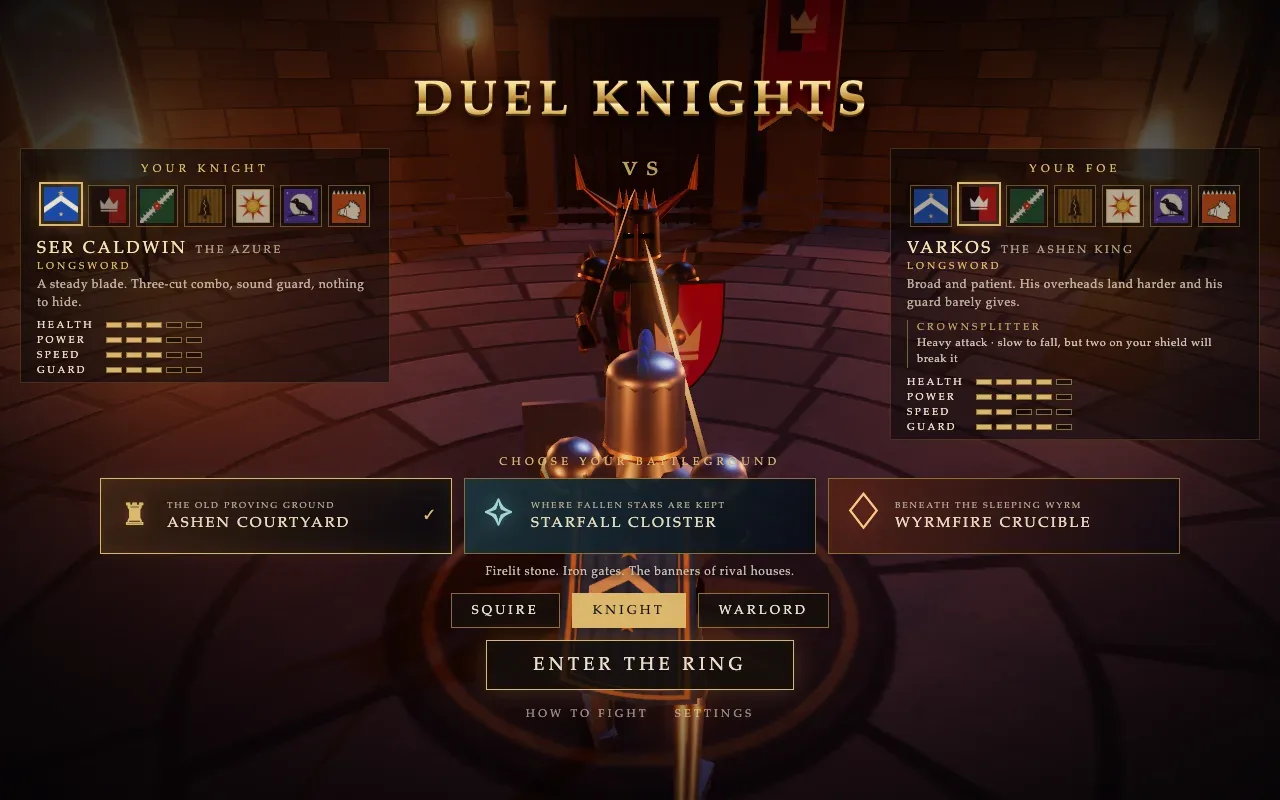 DUEL KNIGHTS
VS
YOUR KNIGHT
SER CALDWIN THE AZURE
LONGSWORD
A steady blade. Three-cut combo, sound guard, nothing
to hide.
HEALTH
POWER
SPEED
GUARD
YOUR FOE
VARKOS THE ASHEN KING
LONGSWORD
Broad and patient. His overheads land harder and his
guard barely gives.
CROWNSPLITTER
Heavy attack · slow to fall, but two on your shield will
break it
HEALTH
POWER
SPEED
GUARD
CHOOSE YOUR BATTLEGROUND
THE OLD PROVING GROUND
ASHEN COURTYARD ✓
WHERE FALLEN STARS ARE KEPT
STARFALL CLOISTER
BENEATH THE SLEEPING WYRM
WYRMFIRE CRUCIBLE
Firelit stone. Iron gates. The banners of rival houses.
SQUIRE KNIGHT WARLORD
ENTER THE RING
HOW TO FIGHT SETTINGS